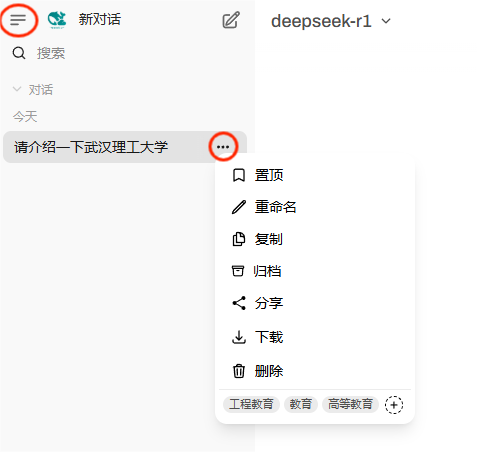 新对话
deepseek-r1
搜索
对话
今天
请介绍一下武汉理工大学
置顶
重命名
复制
归档
分享
下载
删除
工程教育 教育 高等教育